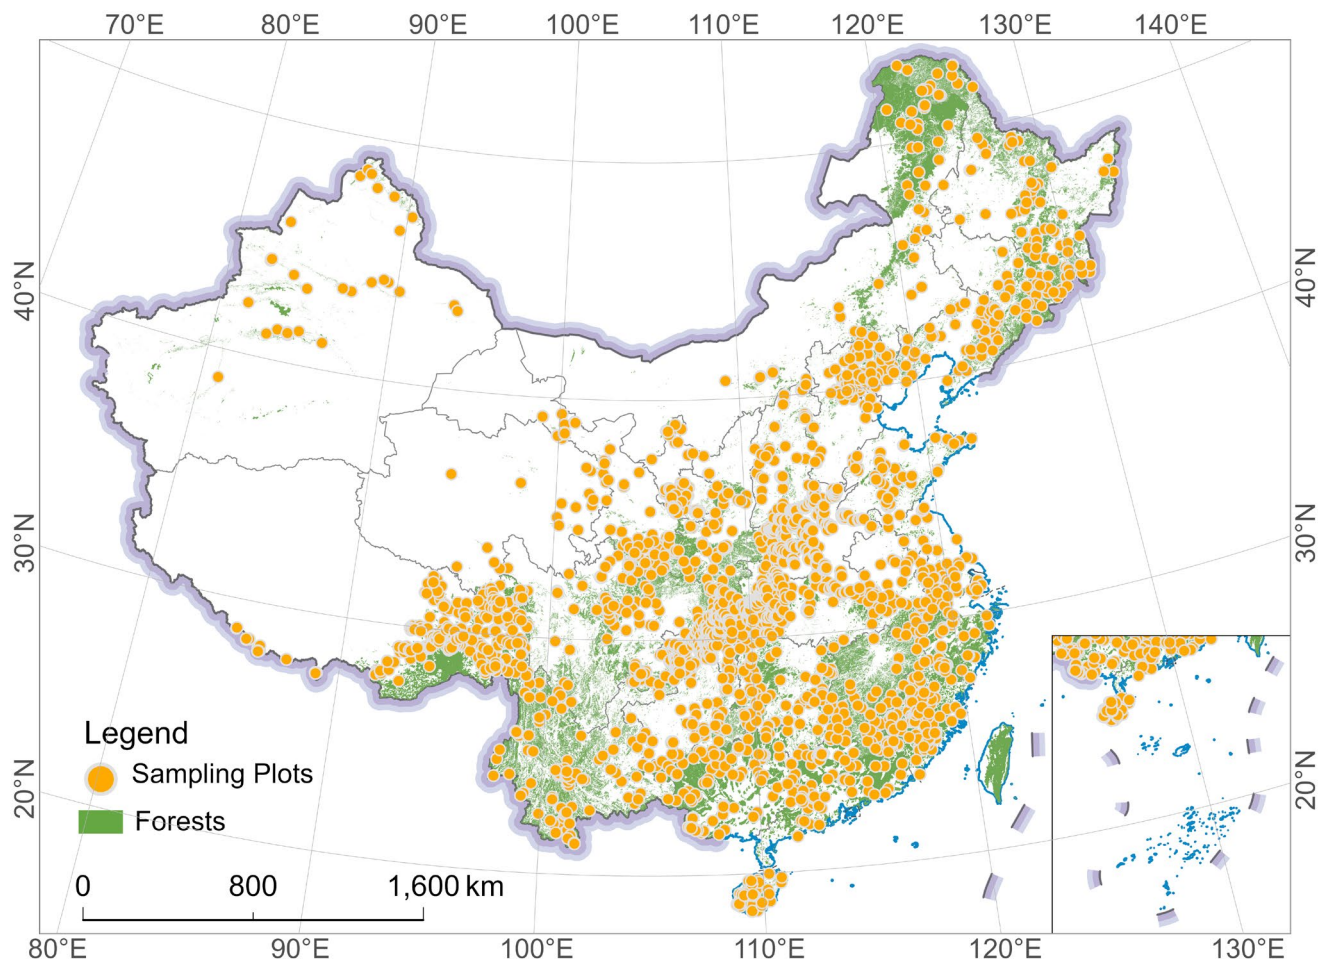 70°E 80°E 90°E 100°E 110°E 120°E 130°E 140°E
40°N 40°N
30°N 30°N
20°N 20°N
Legend
Sampling Plots
Forests
0 800 1,600 km
80°E 90°E 100°E 110°E 120°E 130°E